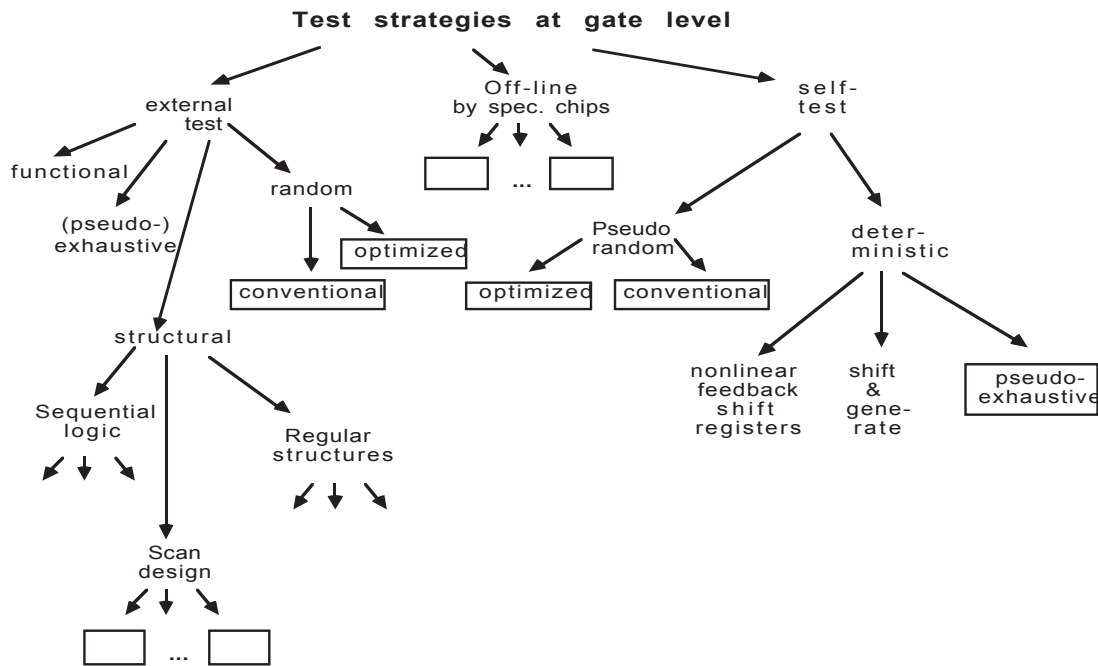 Test strategies at gate level
external
test
Off-line
by spec. chips
self-
test
functional
(pseudo-)
exhaustive
random
optimized
conventional
...
Pseudo
random
optimized
conventional
deter-
ministic
structural
nonlinear
feedback
shift
registers
shift
&
gene-
rate
pseudo-
exhaustive
Sequential
logic
Regular
structures
Scan
design
...